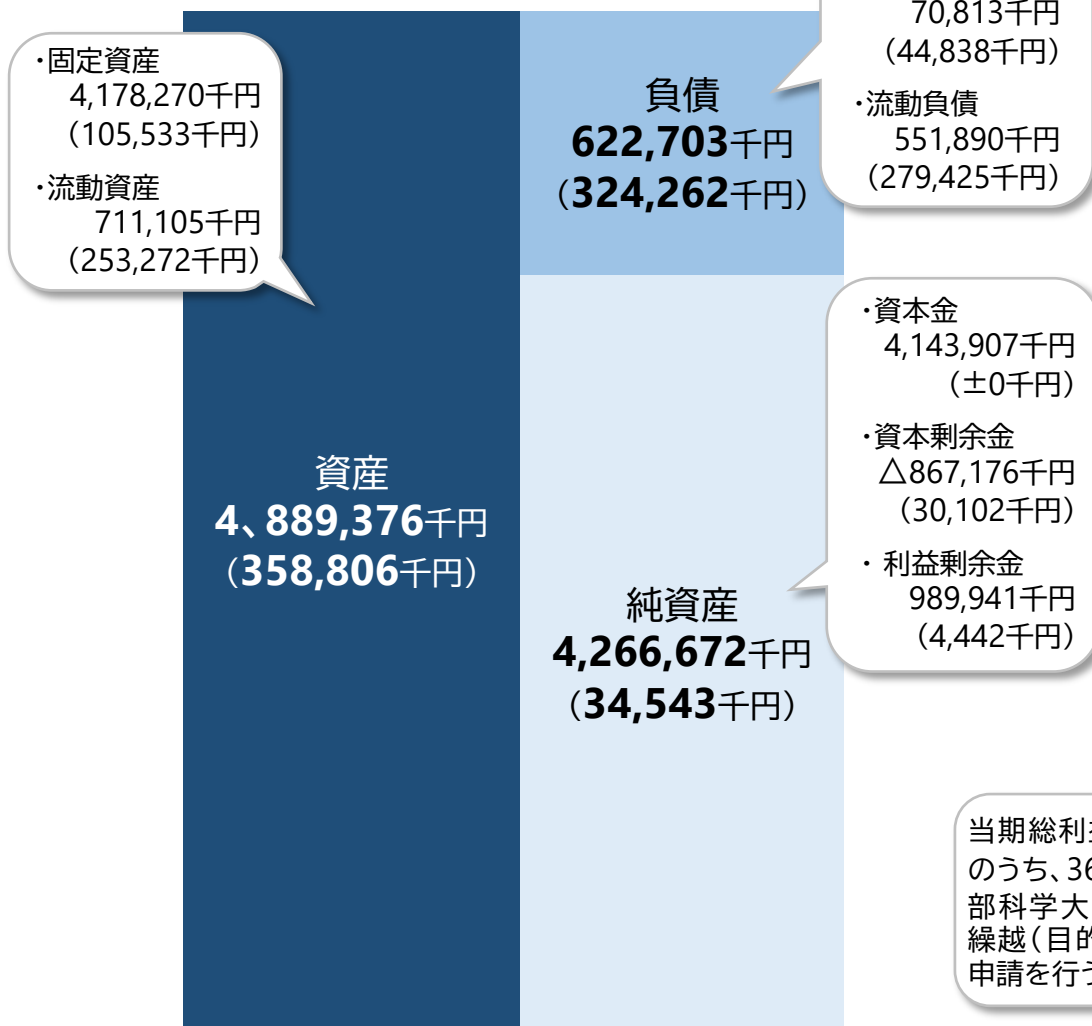 ・固定資産
4,178,270千円
（105,533千円）
・流動資産
711,105千円
（253,272千円）
資産
4、889,376千円
（358,806千円）
負債
622,703千円
（324,262千円）
70,813千円
（44,838千円）
・流動負債
551,890千円
（279,425千円）
純資産
4,266,672千円
（34,543千円）
・資本金
4,143,907千円
（±0千円）
・資本剰余金
△867,176千円
（30,102千円）
・ 利益剰余金
989,941千円
（4,442千円）
当期総利
のうち、36
部科学大
繰越（目的
申請を行う